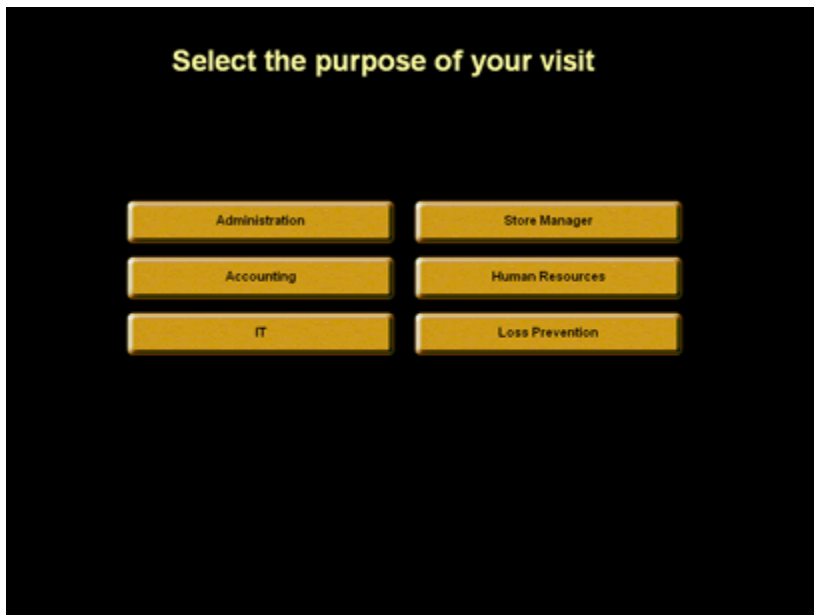 Select the purpose of your visit
Administration
Store Manager
Accounting
Human Resources
IT
Loss Prevention